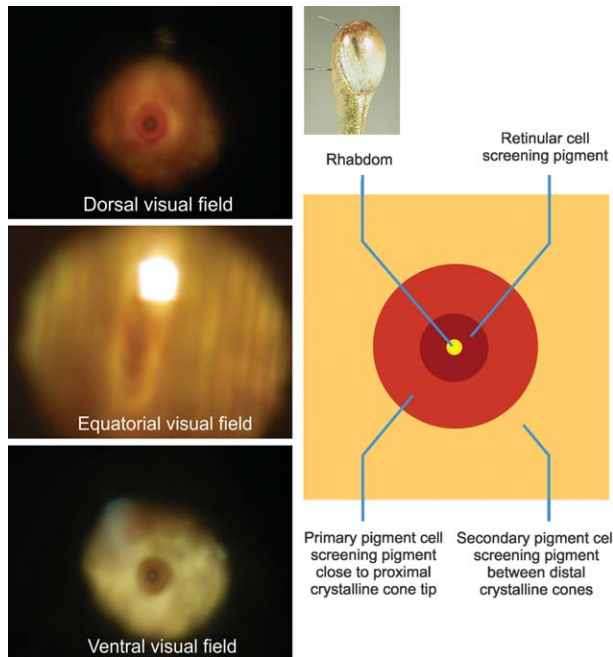 Dorsal visual field
Equatorial visual field
Ventral visual field
Rhabdom
Retinular cell
screening pigment
Primary pigment cell
screening pigment
close to proximal
crystalline cone tip
Secondary pigment cel
screening pigment
between distal
crystalline cones